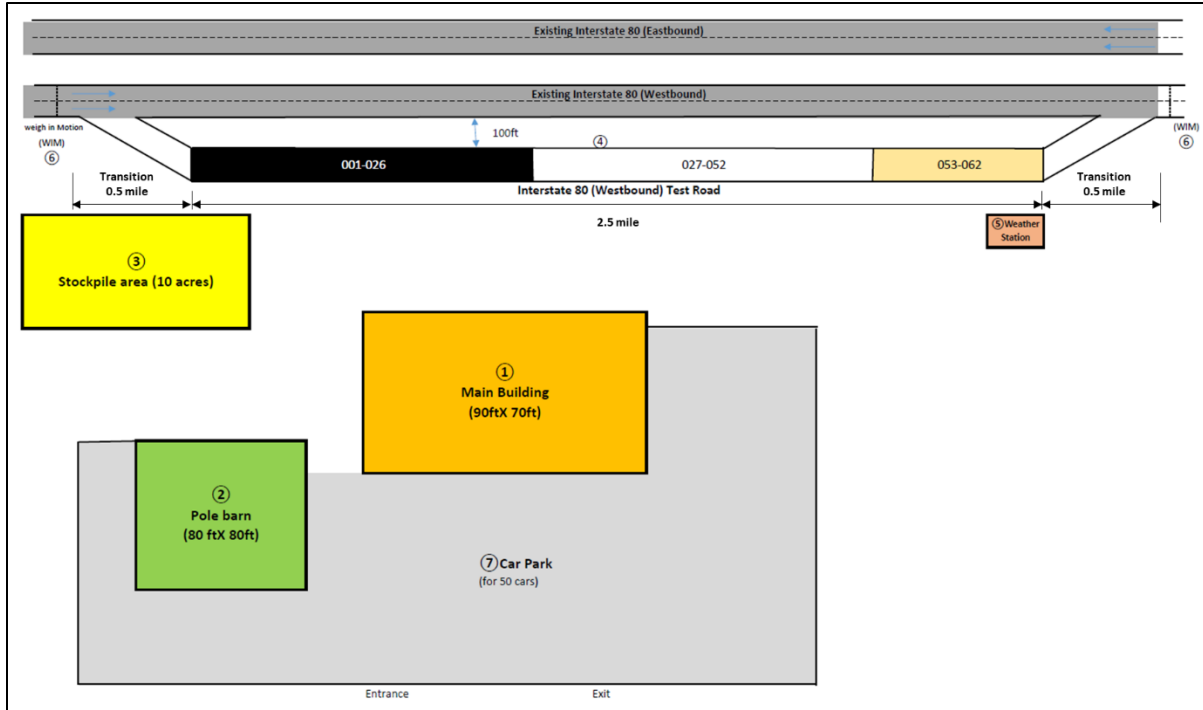 Existing Interstate 80 (Eastbound)
Existing Interstate 80 (Westbound)
weigh in Motion
(WIM)
⑥
100ft
④
(WIM)
⑥
001-026
027-052
053-062
Transition
0.5 mile
Interstate 80 (Westbound) Test Road
Transition
0.5 mile
2.5 mile
⑤Weather
Station
③
Stockpile area (10 acres)
①
Main Building
(90ftX 70ft)
②
Pole barn
(80 ftX 80ft)
⑦Car Park
(for 50 cars)
Entrance
Exit